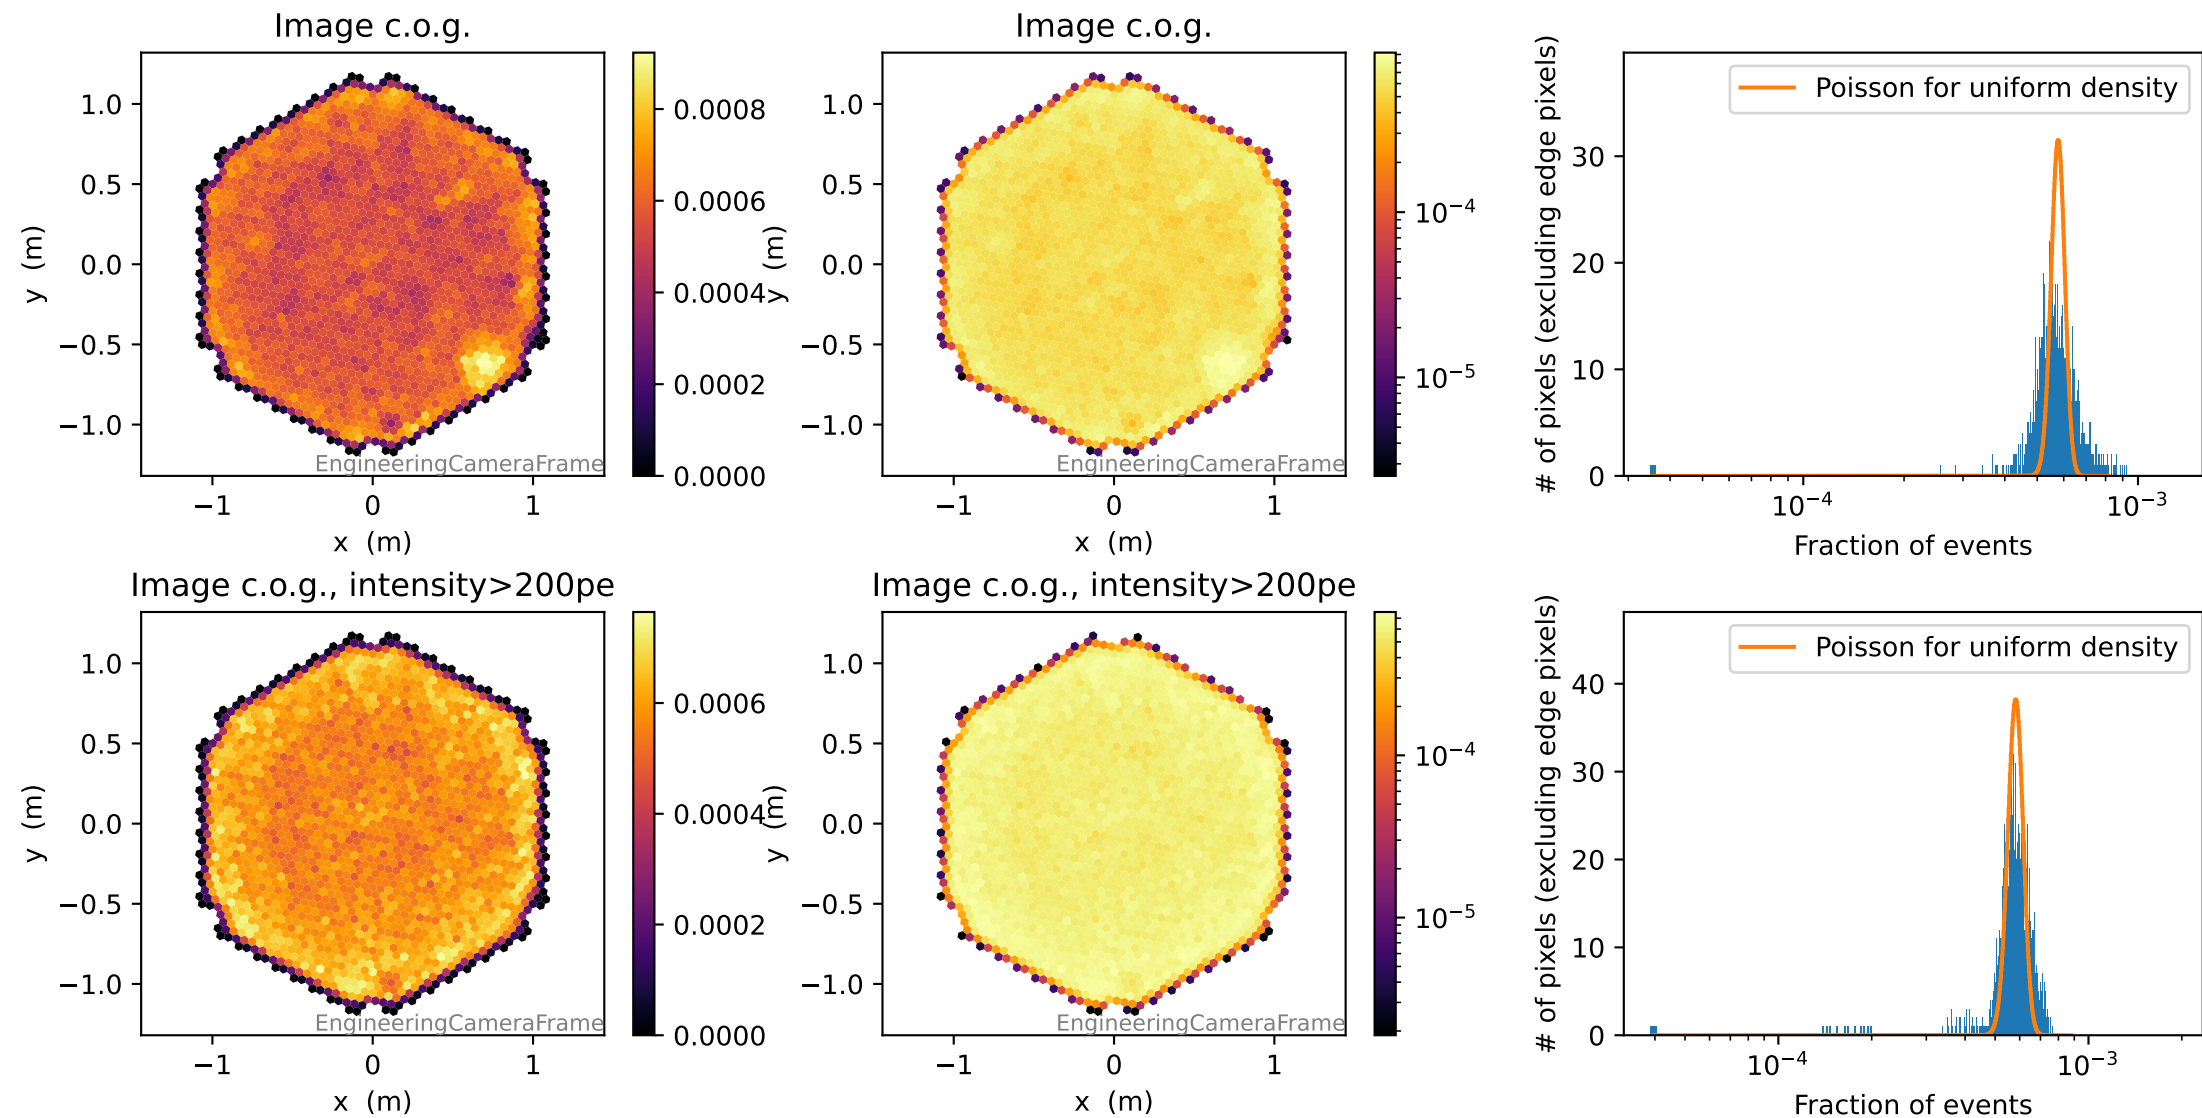 Image c.o.g.
1.0
0.5
0.0
−0.5
−1.0
y (m)
−1
0
1
x (m)
EngineeringCameraFrame
0.0008
0.0006
0.0004
0.0002
0.0000
Image c.o.g.
1.0
0.5
0.0
−0.5
−1.0
y (m)
−1
0
1
x (m)
EngineeringCameraFrame
10⁻⁴
10⁻⁵
# of pixels (excluding edge pixels)
30
20
10
0
Poisson for uniform density
10⁻⁴
10⁻³
Fraction of events
Image c.o.g., intensity>200pe
1.0
0.5
0.0
−0.5
−1.0
y (m)
−1
0
1
x (m)
EngineeringCameraFrame
0.0006
0.0004
0.0002
0.0000
Image c.o.g., intensity>200pe
1.0
0.5
0.0
−0.5
−1.0
y (m)
−1
0
1
x (m)
EngineeringCameraFrame
10⁻⁴
10⁻⁵
# of pixels (excluding edge pixels)
40
30
20
10
0
Poisson for uniform density
10⁻⁴
10⁻³
Fraction of events